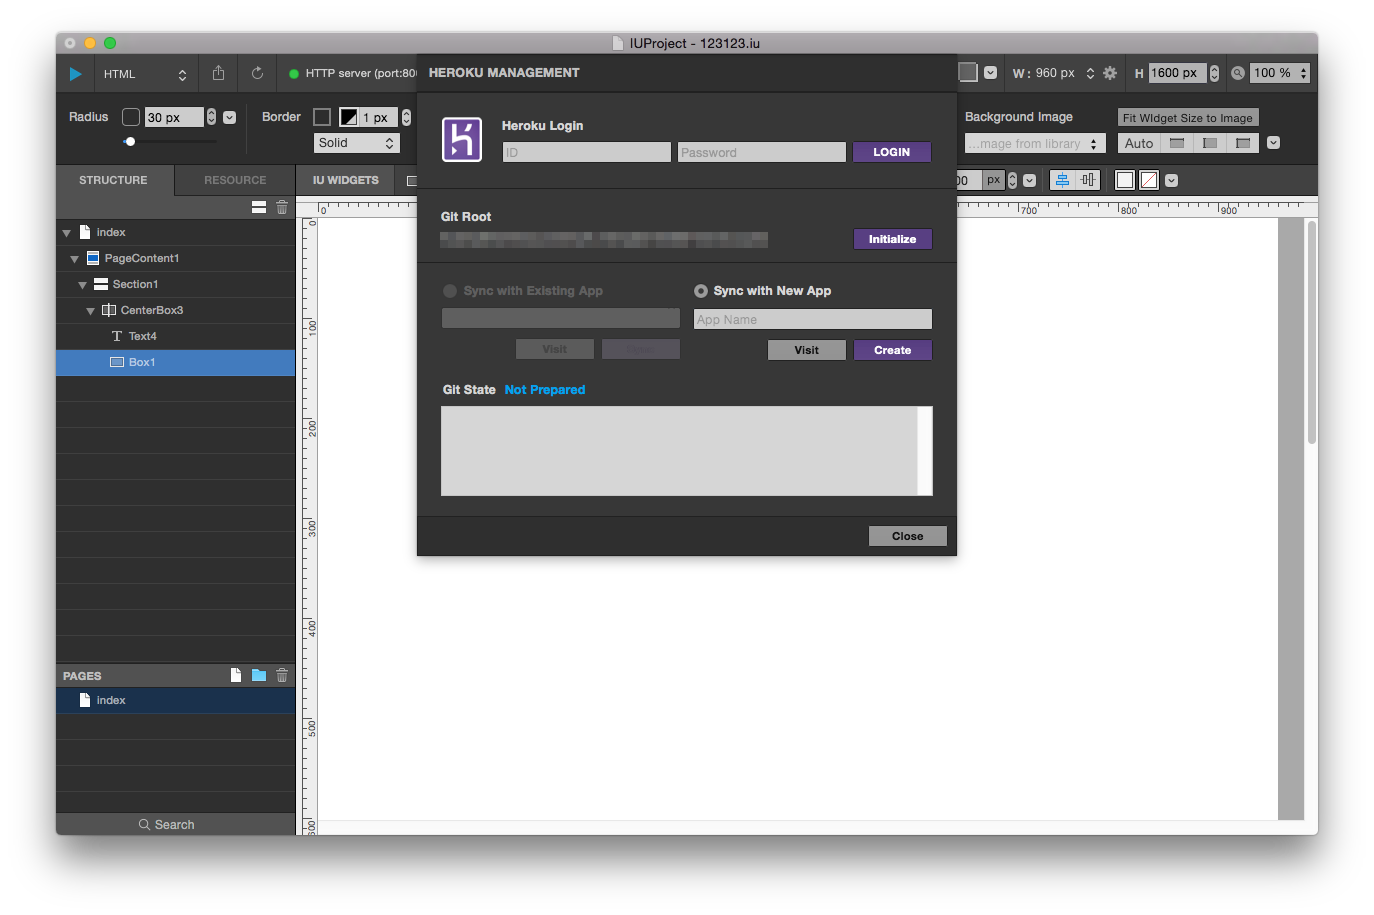 IUProject - 123123.iu
HTML
HTTP server (port:80
HEROKU MANAGEMENT
W: 960 px
H 1600 px
100 %
Radius
30 px
Border
1 px
Solid
Heroku Login
ID
Password
LOGIN
Background Image
Fit WIdget Size to Image
...mage from library
Auto
STRUCTURE
RESOURCE
IU WIDGETS
00 px
0
700
800
900
Git Root
Initialize
index
PageContent1
Section1
CenterBox3
Text4
Box1
Sync with Existing App
Sync with New App
App Name
Visit
Visit
Create
Git State Not Prepared
Close
0
100
200
300
400
500
600
PAGES
index
Search